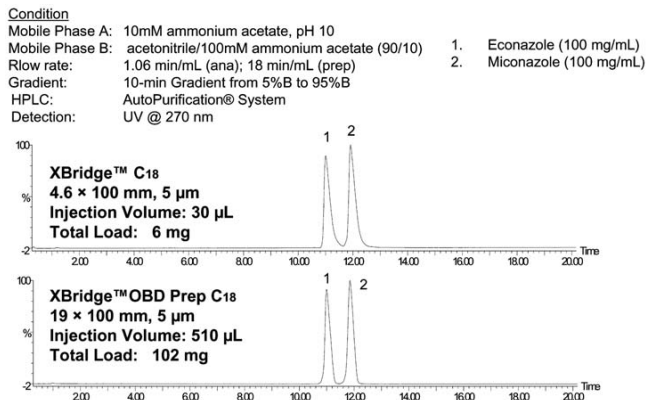 Condition
Mobile Phase A: 10mM ammonium acetate, pH 10
Mobile Phase B: acetonitrile/100mM ammonium acetate (90/10)
Rlow rate: 1.06 min/mL (ana); 18 min/mL (prep)
Gradient: 10-min Gradient from 5%B to 95%B
HPLC: AutoPurification® System
Detection: UV @ 270 nm
1. Econazole (100 mg/mL)
2. Miconazole (100 mg/mL)
1 2
100
%
-2
XBridge™ C18
4.6 × 100 mm, 5 µm
Injection Volume: 30 µL
Total Load: 6 mg
2.00 4.00 6.00 8.00 10.00 12.00 14.00 16.00 18.00 20.00 Time
1 2
100
%
-2
XBridge™OBD Prep C18
19 × 100 mm, 5 µm
Injection Volume: 510 µL
Total Load: 102 mg
2.00 4.00 6.00 8.00 10.00 12.00 14.00 16.00 18.00 20.00 Time